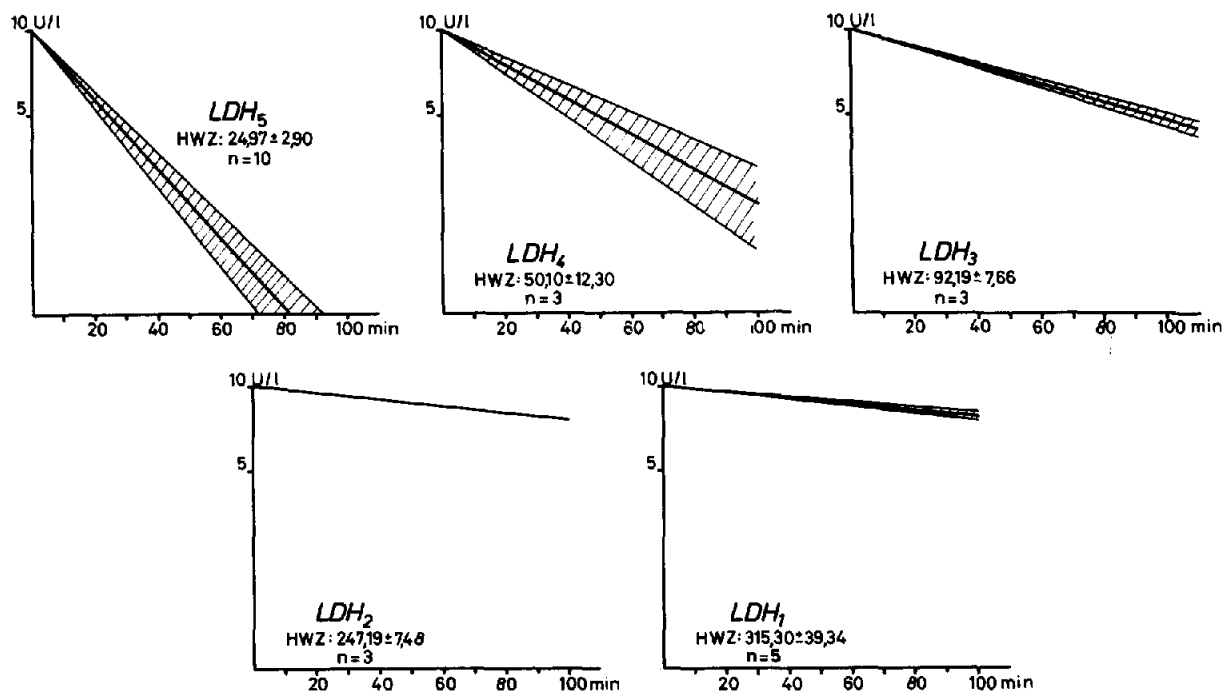 10 U/l
5
LDH5
HWZ: 24,97 ± 2,90
n = 10
20 40 60 80 100 min
10 U/l
5
LDH4
HWZ: 50,10 ± 12,30
n = 3
20 40 60 80 100 min
10 U/l
5
LDH3
HWZ: 92,19 ± 7,66
n = 3
20 40 60 80 100 min
10 U/l
5
LDH2
HWZ: 247,19 ± 7,48
n = 3
20 40 60 80 100 min
10 U/l
5
LDH1
HWZ: 315,30 ± 39,34
n = 5
20 40 60 80 100 min